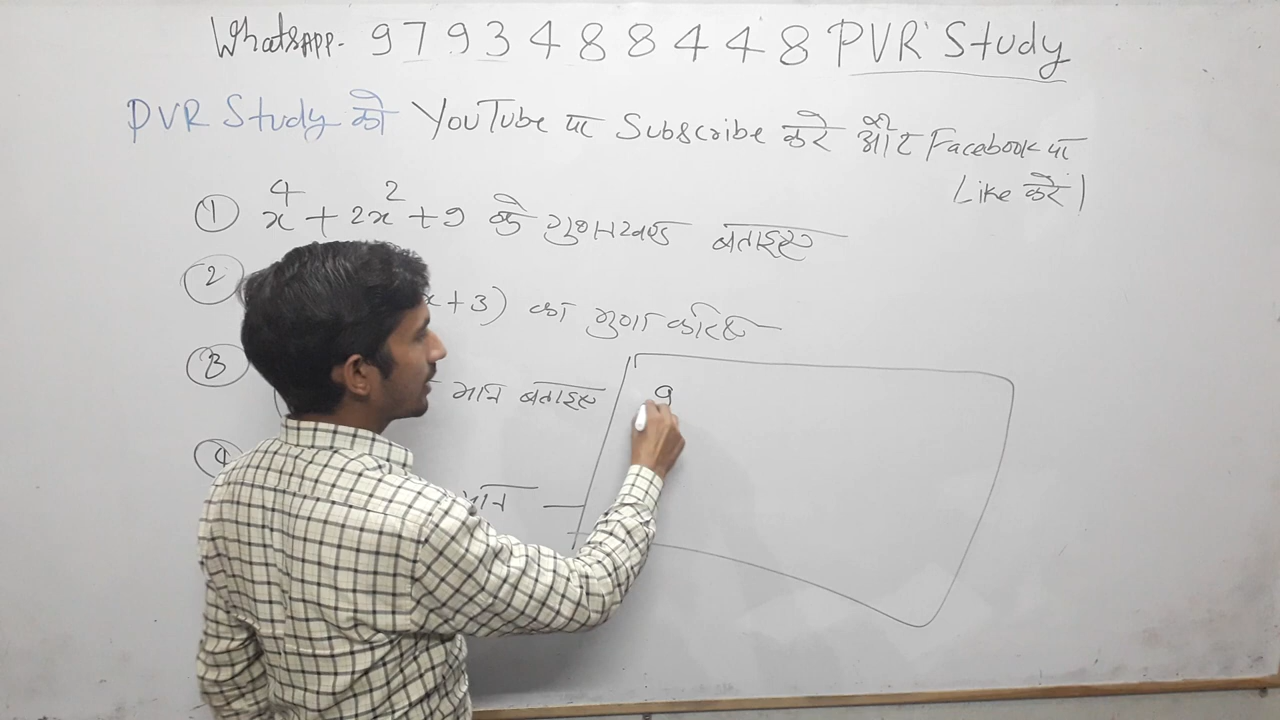 WhatsAPP. 9793488448 PVR Study
PVR Study को YouTube पर Subscribe करे और Facebook पर
Like करें।
① x⁴ + 2x² + 9 के गुणनखण्ड बताइए
② x + 3) का गुणा करिए
③ मान बताइए
④ मान —
9